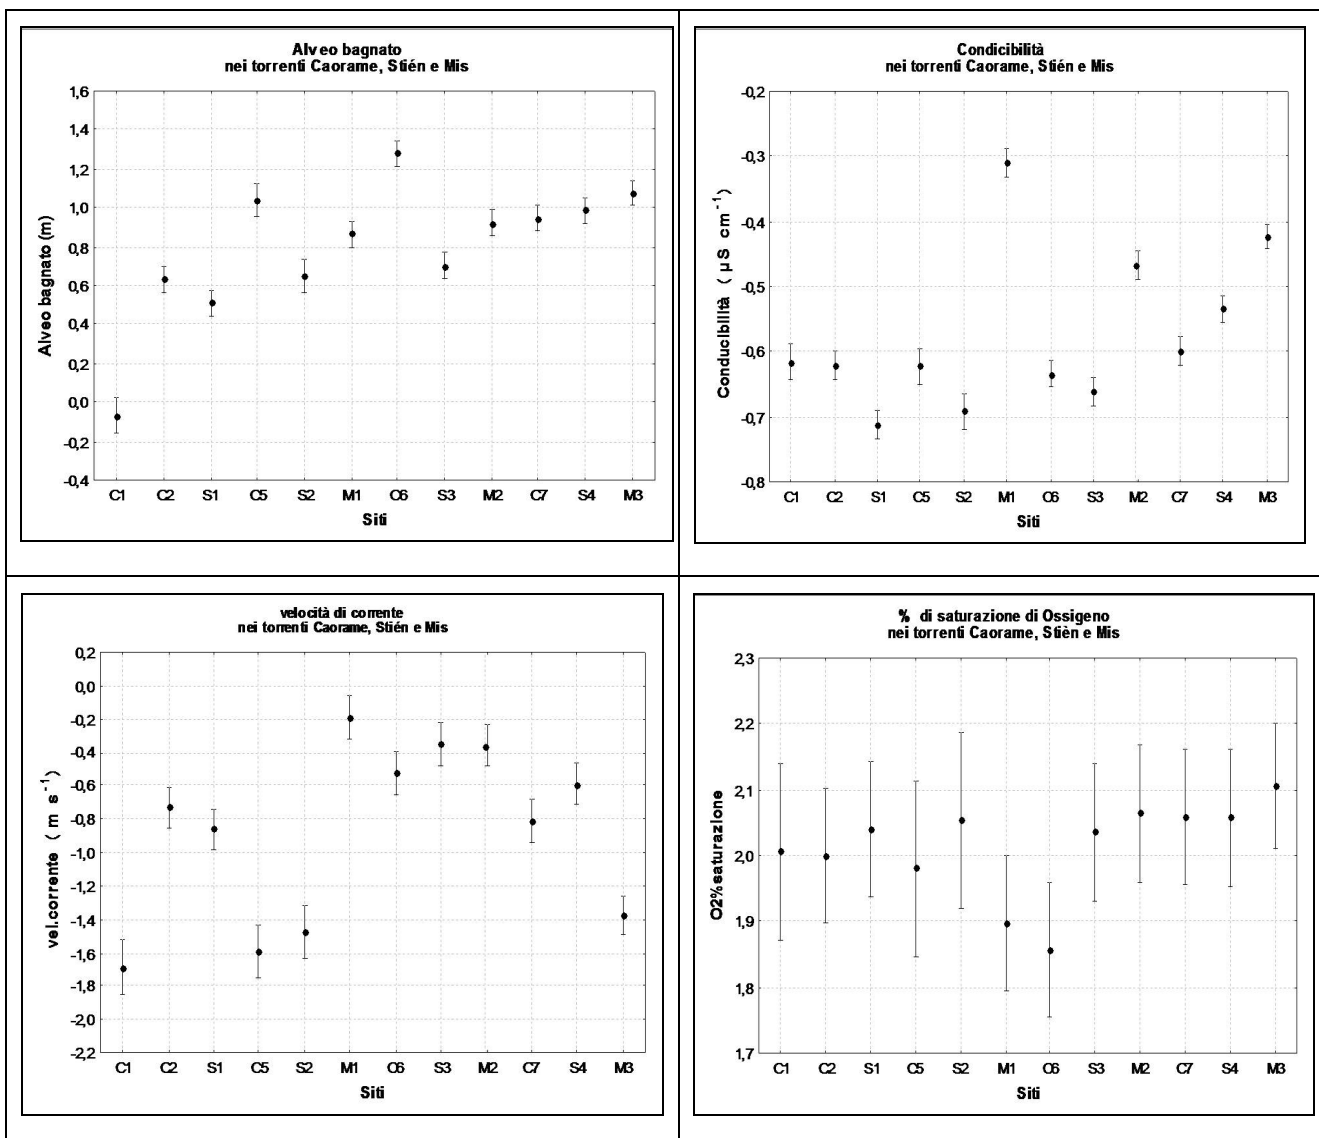 Alveo bagnato
nei torrenti Caorame, Stién e Mis
Alveo bagnato (m)
1,6
1,4
1,2
1,0
0,8
0,6
0,4
0,2
0,0
-0,2
-0,4
C1 C2 S1 C5 S2 M1 C6 S3 M2 C7 S4 M3
Siti
Condicibilità
nei torrenti Caorame, Stién e Mis
Conducibilità ( µS cm⁻¹)
-0,2
-0,3
-0,4
-0,5
-0,6
-0,7
-0,8
C1 C2 S1 C5 S2 M1 C6 S3 M2 C7 S4 M3
Siti
velocità di corrente
nei torrenti Caorame, Stién e Mis
vel.corrente ( m s⁻¹)
0,2
0,0
-0,2
-0,4
-0,6
-0,8
-1,0
-1,2
-1,4
-1,6
-1,8
-2,0
-2,2
C1 C2 S1 C5 S2 M1 C6 S3 M2 C7 S4 M3
Siti
% di saturazione di Ossigeno
nei torrenti Caorame, Stièn e Mis
O2%saturazione
2,3
2,2
2,1
2,0
1,9
1,8
1,7
C1 C2 S1 C5 S2 M1 C6 S3 M2 C7 S4 M3
Siti